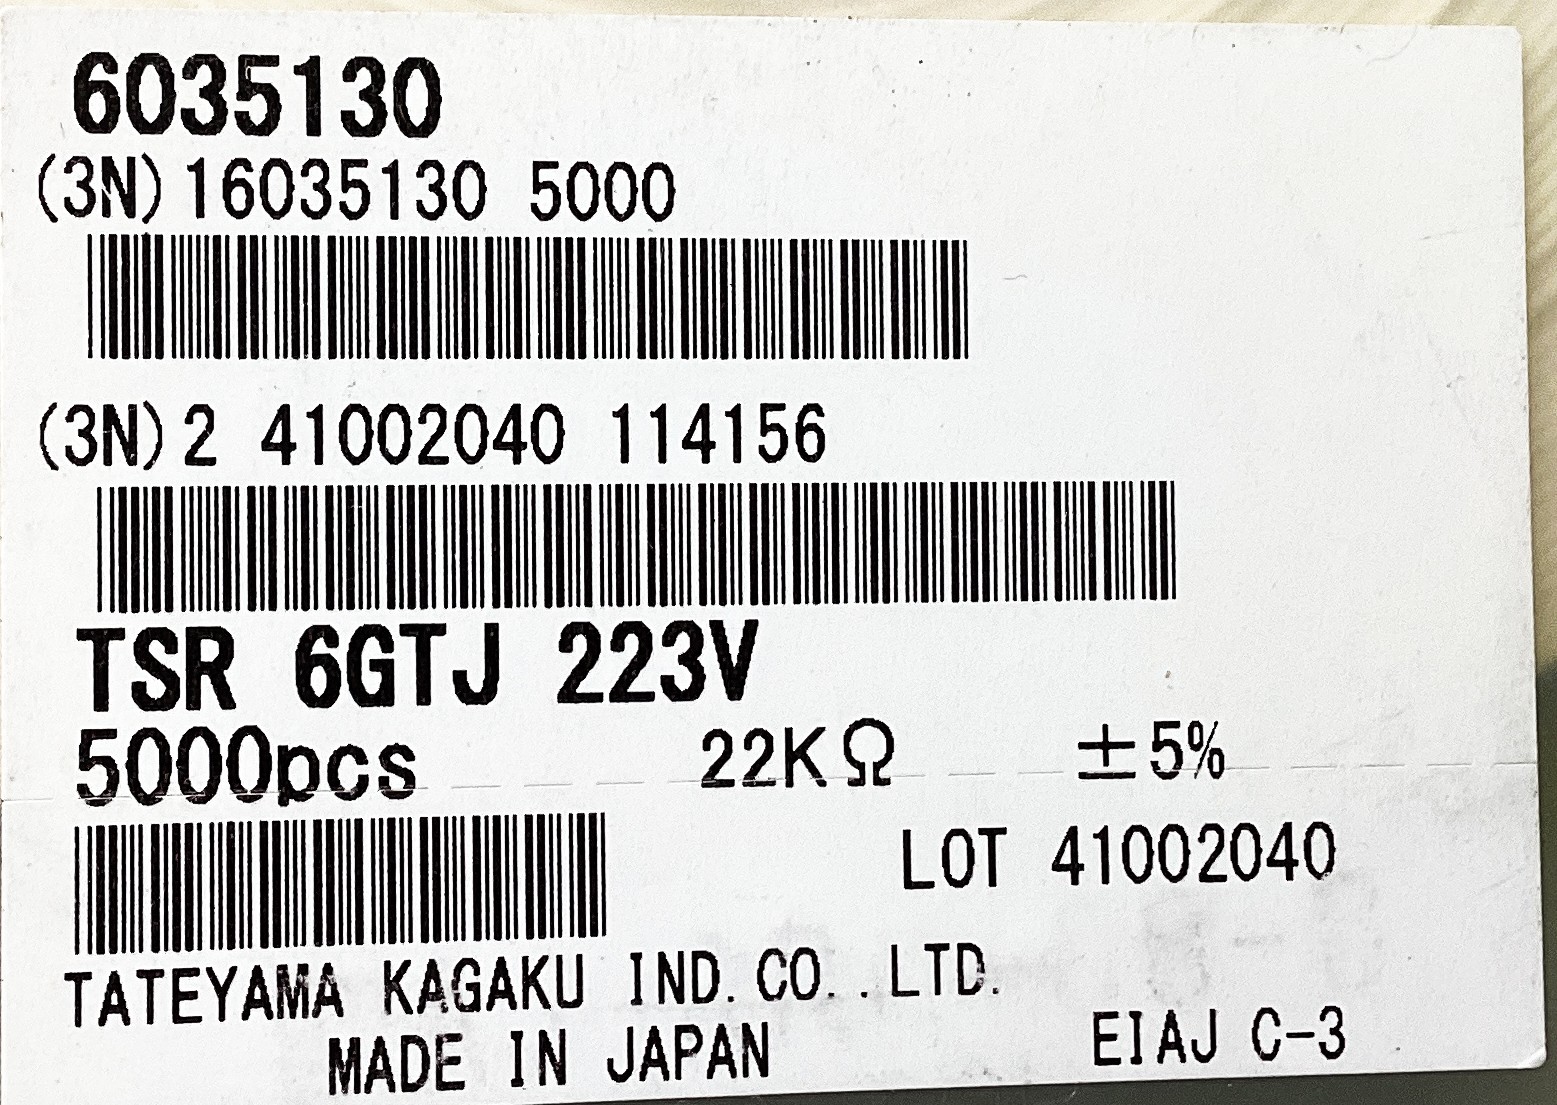 6035130
(3N)16035130 5000
(3N)2 41002040 114156
TSR 6GTJ 223V
5000pcs 22KΩ ±5%
LOT 41002040
TATEYAMA KAGAKU IND.CO..LTD.
MADE IN JAPAN EIAJ C-3